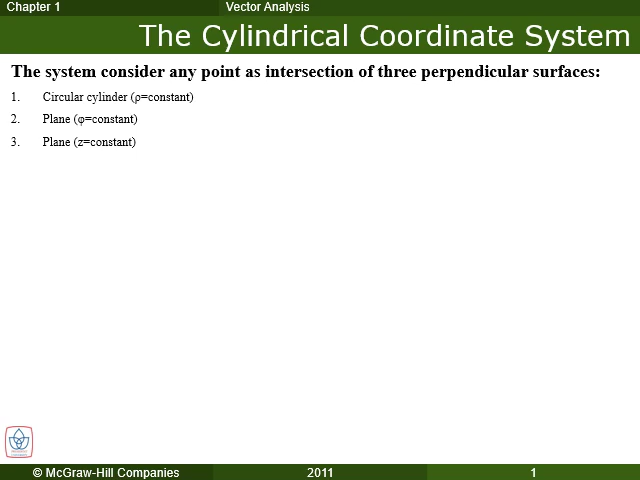 Chapter 1 Vector Analysis
The Cylindrical Coordinate System
The system consider any point as intersection of three perpendicular surfaces:
1. Circular cylinder (ρ=constant)
2. Plane (φ=constant)
3. Plane (z=constant)
© McGraw-Hill Companies 2011 1